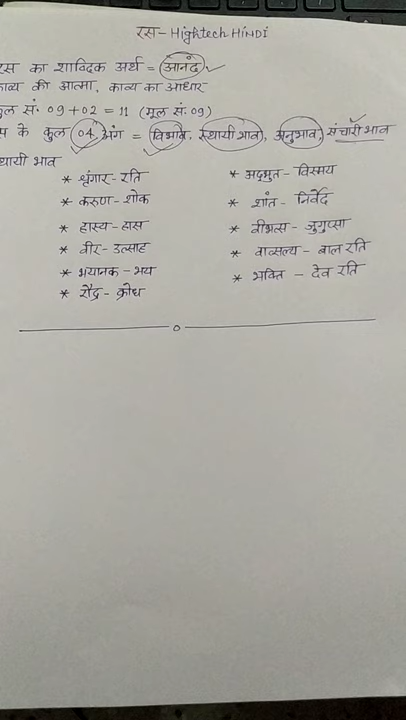 रस - Hightech HINDI
रस का शाब्दिक अर्थ = आनंद
काव्य की आत्मा, काव्य का आधार
कुल सं. 09 + 02 = 11 (मूल सं. 09)
रस के कुल 04 अंग = विभाव, स्थायी भाव, अनुभाव, संचारी भाव
स्थायी भाव
* श्रृंगार - रति
* करुण - शोक
* हास्य - हास
* वीर - उत्साह
* भयानक - भय
* रौद्र - क्रोध
* अद्भुत - विस्मय
* शांत - निर्वेद
* वीभत्स - जुगुप्सा
* वात्सल्य - बाल रति
* भक्ति - देव रति